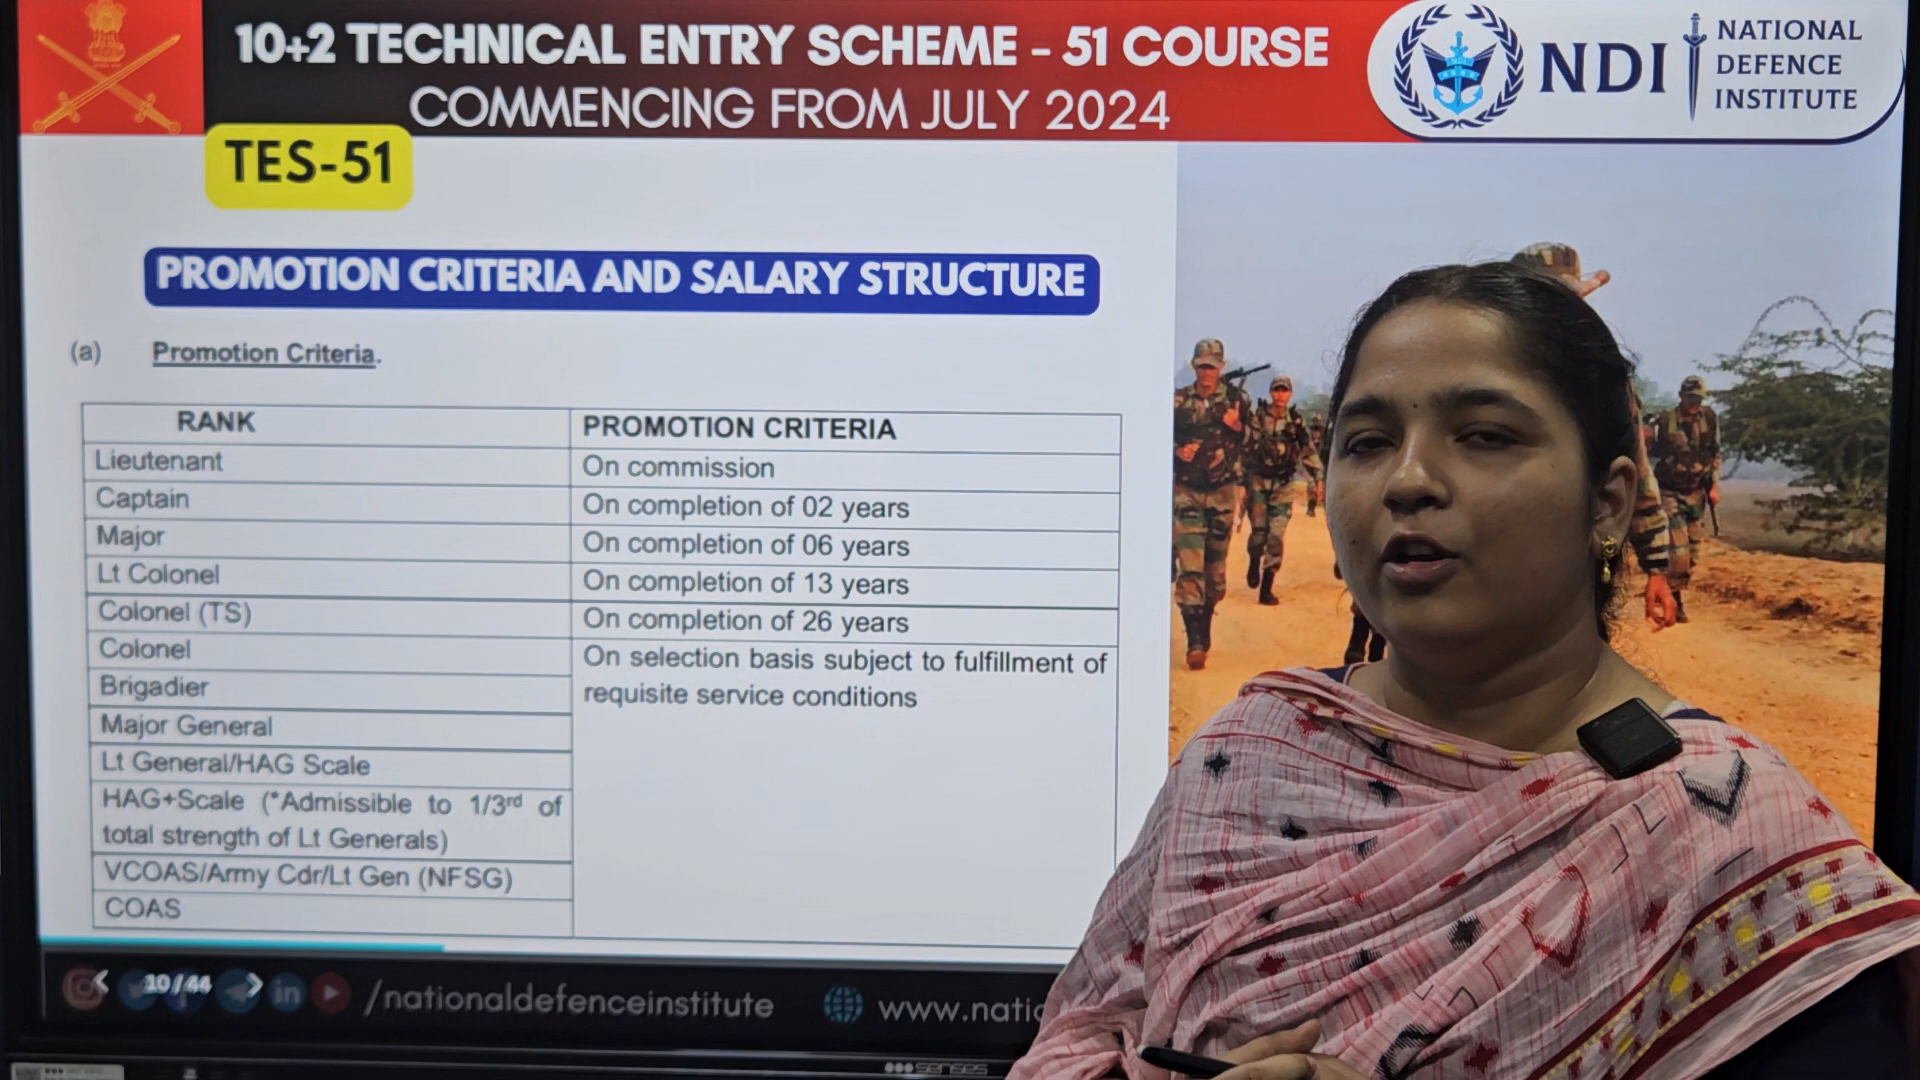 10+2 TECHNICAL ENTRY SCHEME - 51 COURSE
COMMENCING FROM JULY 2024
NDI
NATIONAL
DEFENCE
INSTITUTE
TES-51
PROMOTION CRITERIA AND SALARY STRUCTURE
(a) Promotion Criteria.
RANK PROMOTION CRITERIA
Lieutenant On commission
Captain On completion of 02 years
Major On completion of 06 years
Lt Colonel On completion of 13 years
Colonel (TS) On completion of 26 years
Colonel On selection basis subject to fulfillment of
Brigadier requisite service conditions
Major General
Lt General/HAG Scale
HAG+Scale (*Admissible to 1/3rd of
total strength of Lt Generals)
VCOAS/Army Cdr/Lt Gen (NFSG)
COAS
10/44
in
/nationaldefenceinstitute
www.natio
senses